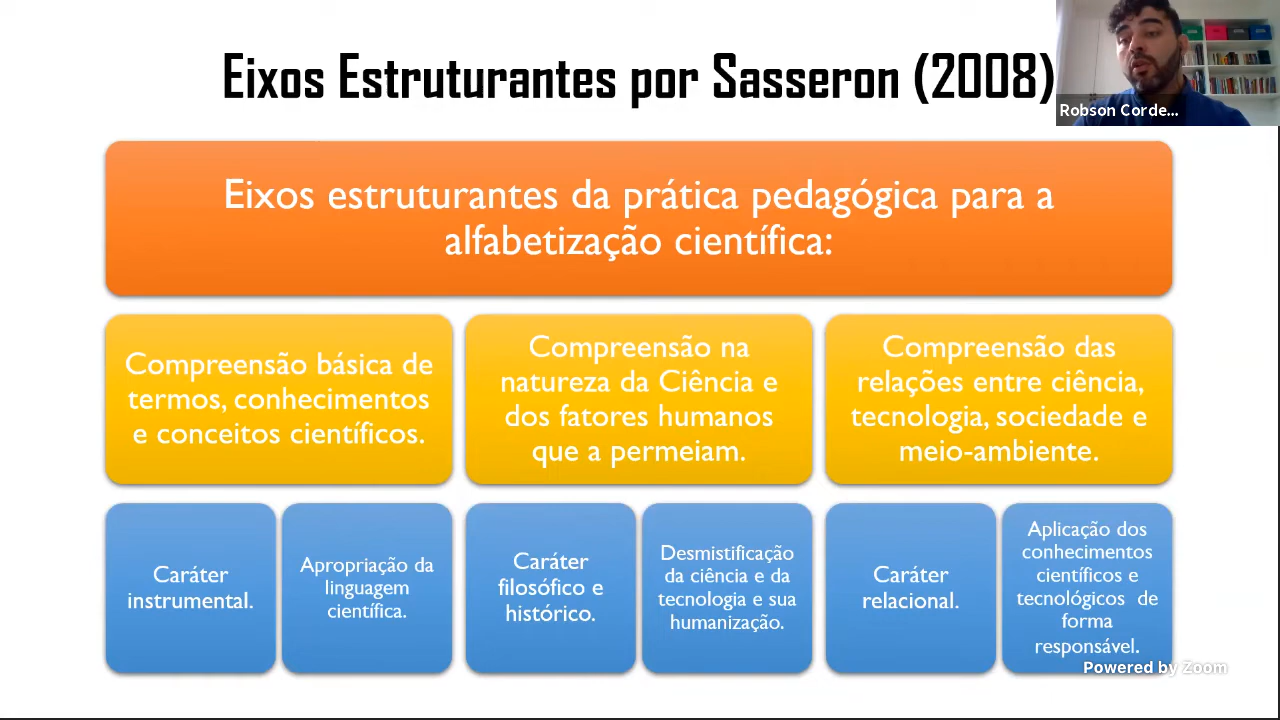 Eixos Estruturantes por Sasseron (2008)
Robson Corde...
Eixos estruturantes da prática pedagógica para a
alfabetização científica:
Compreensão básica de
termos, conhecimentos
e conceitos científicos.
Compreensão na
natureza da Ciência e
dos fatores humanos
que a permeiam.
Compreensão das
relações entre ciência,
tecnologia, sociedade e
meio-ambiente.
Caráter
instrumental.
Apropriação da
linguagem
científica.
Caráter
filosófico e
histórico.
Desmistificação
da ciência e da
tecnologia e sua
humanização.
Caráter
relacional.
Aplicação dos
conhecimentos
científicos e
tecnológicos de
forma
responsável.
Powered by Zoom